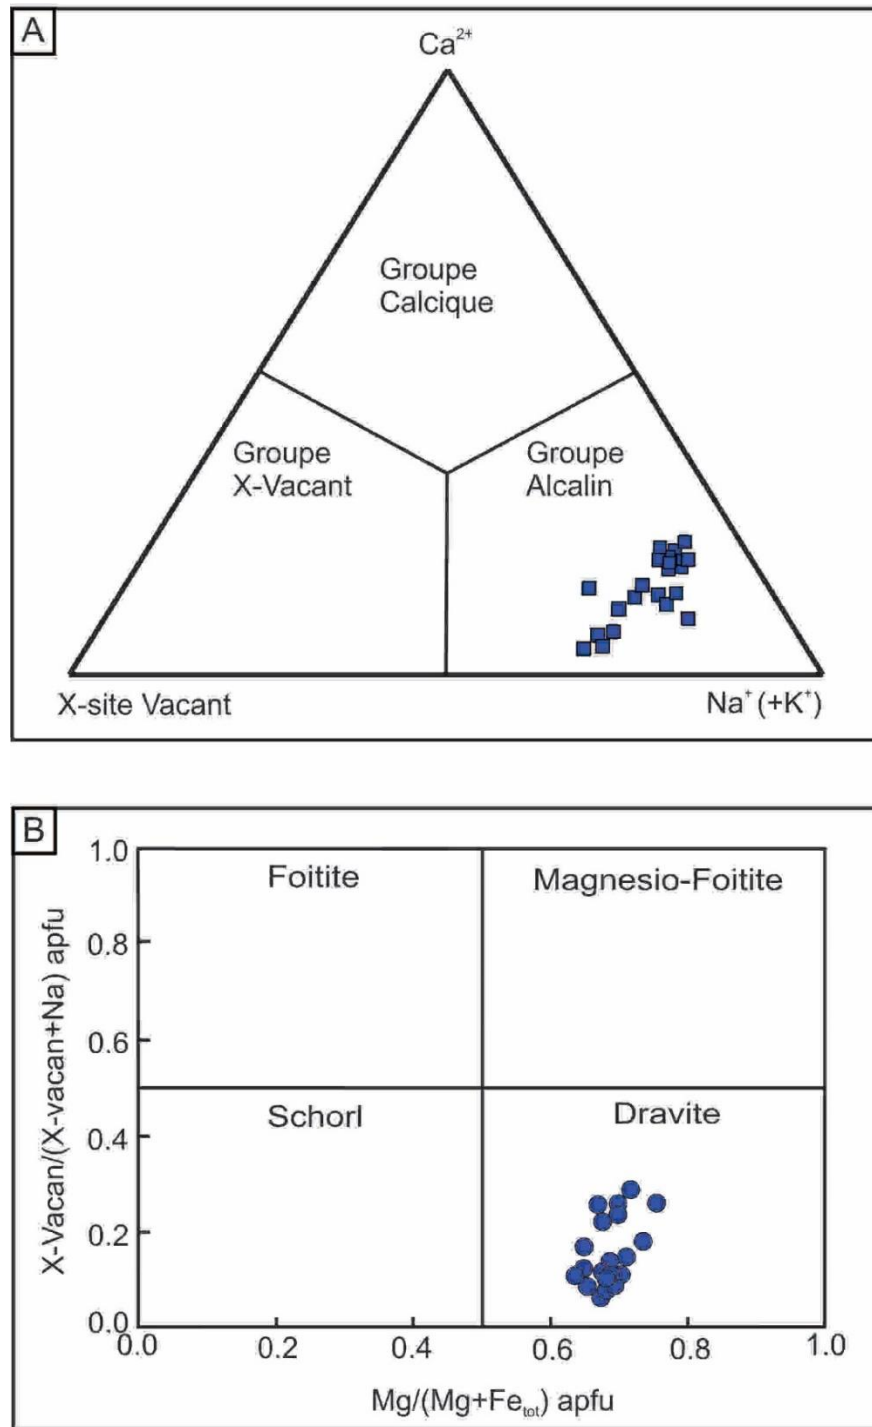 A
Ca²⁺
Groupe
Calcique
Groupe
X-Vacant
Groupe
Alcalin
X-site Vacant
Na⁺(+K⁺)
B
X-Vacan/(X-vacan+Na) apfu
1.0
0.8
0.6
0.4
0.2
0.0
Foitite
Magnesio-Foitite
Schorl
Dravite
0.0
0.2
0.4
0.6
0.8
1.0
Mg/(Mg+Fe_tot) apfu